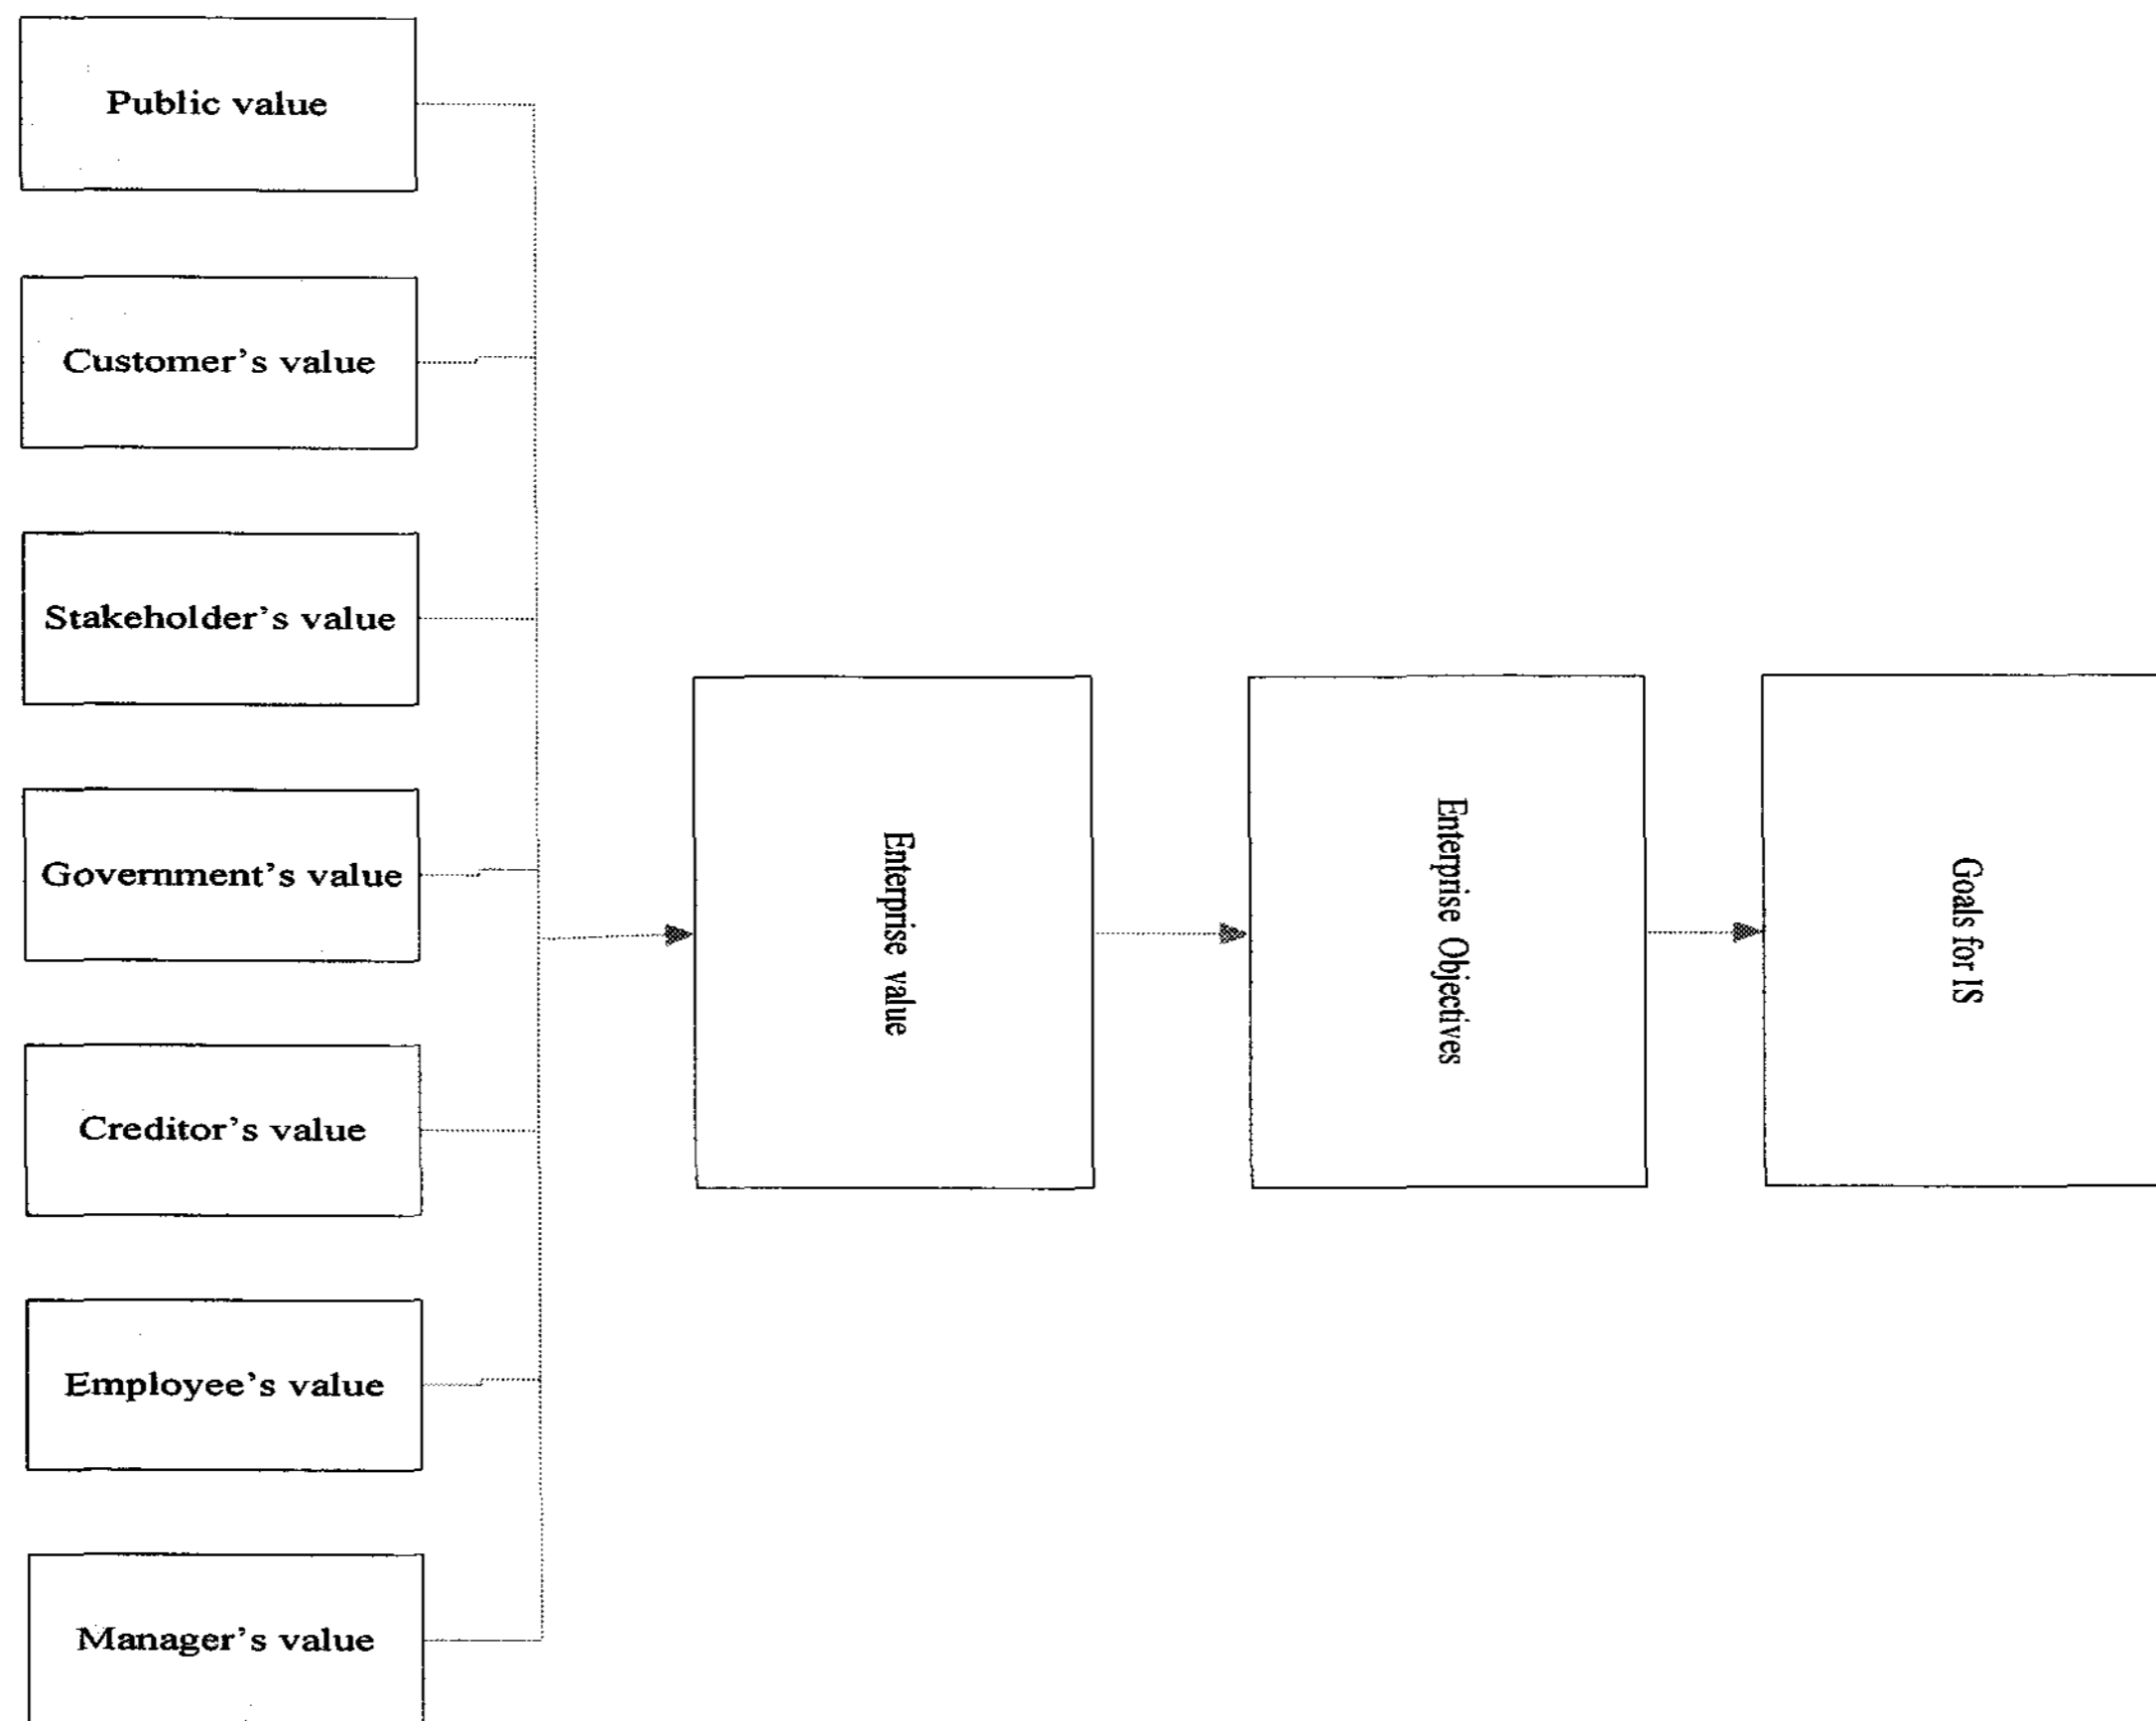 Public value
Customer's value
Stakeholder's value
Government's value
Creditor's value
Employee's value
Manager's value
Enterprise value
Enterprise Objectives
Goals for IS